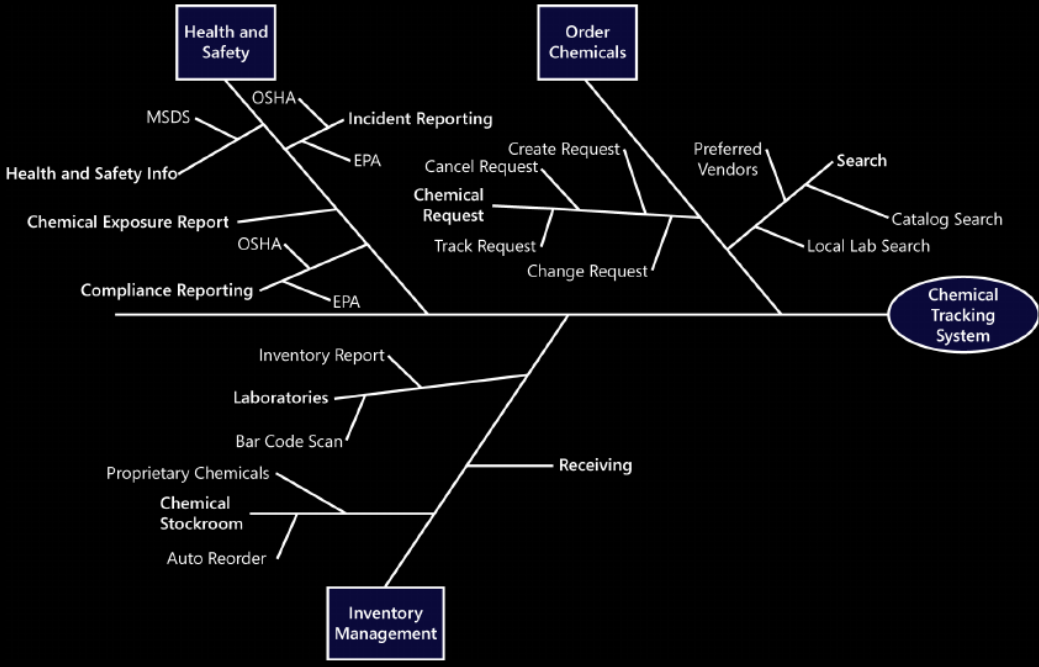 Health and
Safety
Order
Chemicals
OSHA
MSDS
Incident Reporting
EPA
Health and Safety Info
Chemical Exposure Report
OSHA
Compliance Reporting
EPA
Create Request
Cancel Request
Chemical
Request
Track Request
Change Request
Preferred
Vendors
Search
Catalog Search
Local Lab Search
Chemical
Tracking
System
Inventory Report
Laboratories
Bar Code Scan
Receiving
Proprietary Chemicals
Chemical
Stockroom
Auto Reorder
Inventory
Management